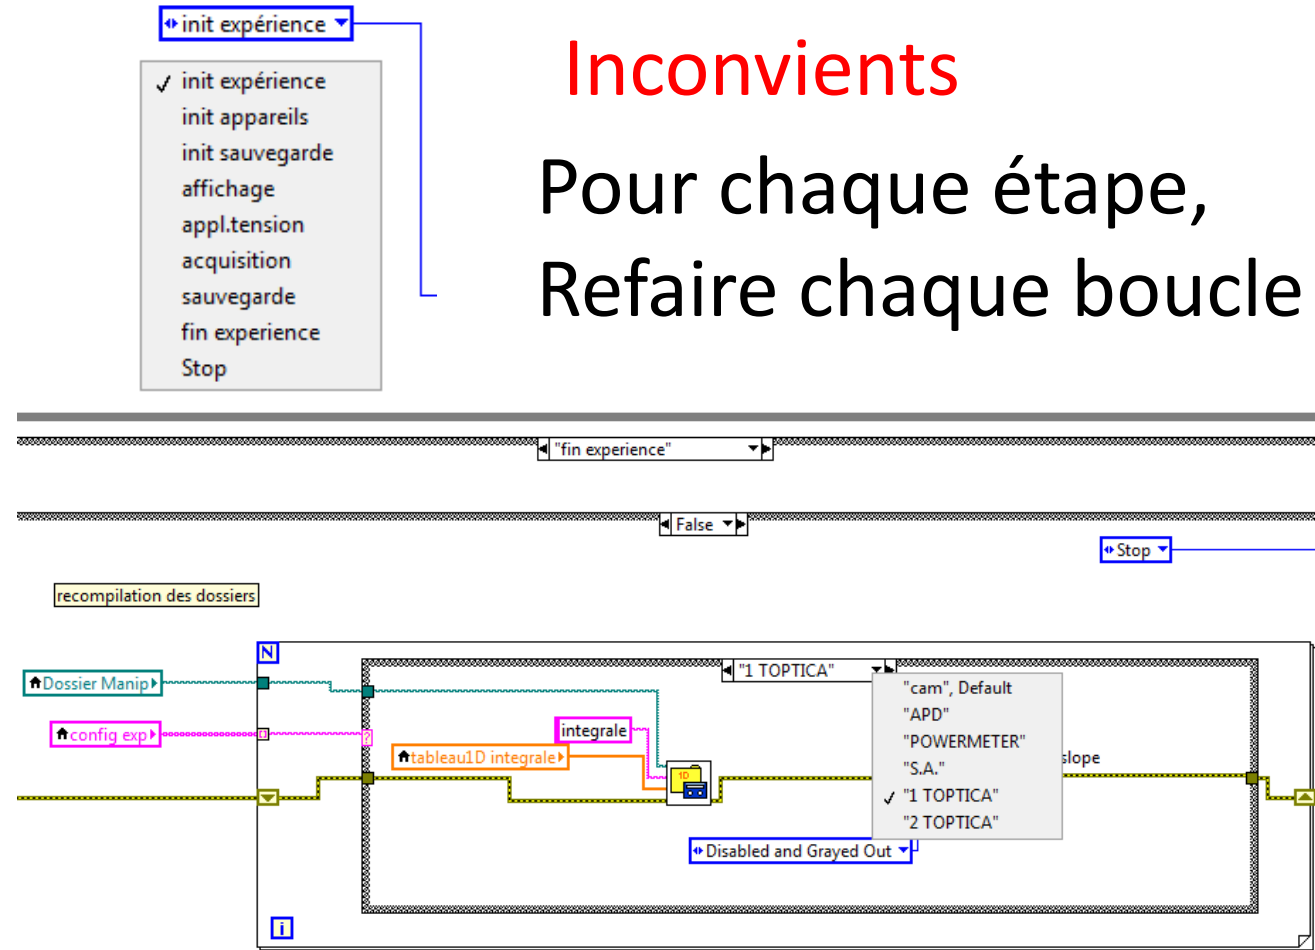 init expérience
init expérience
init appareils
init sauvegarde
affichage
appl.tension
acquisition
sauvegarde
fin experience
Stop
Inconvients
Pour chaque étape,
Refaire chaque boucle
"fin experience"
False
Stop
recompilation des dossiers
N
"1 TOPTICA"
Dossier Manip
config exp
?
integrale
tableau1D integrale
1D
"cam", Default
"APD"
"POWERMETER"
"S.A."
"1 TOPTICA"
"2 TOPTICA"
slope
Disabled and Grayed Out
i